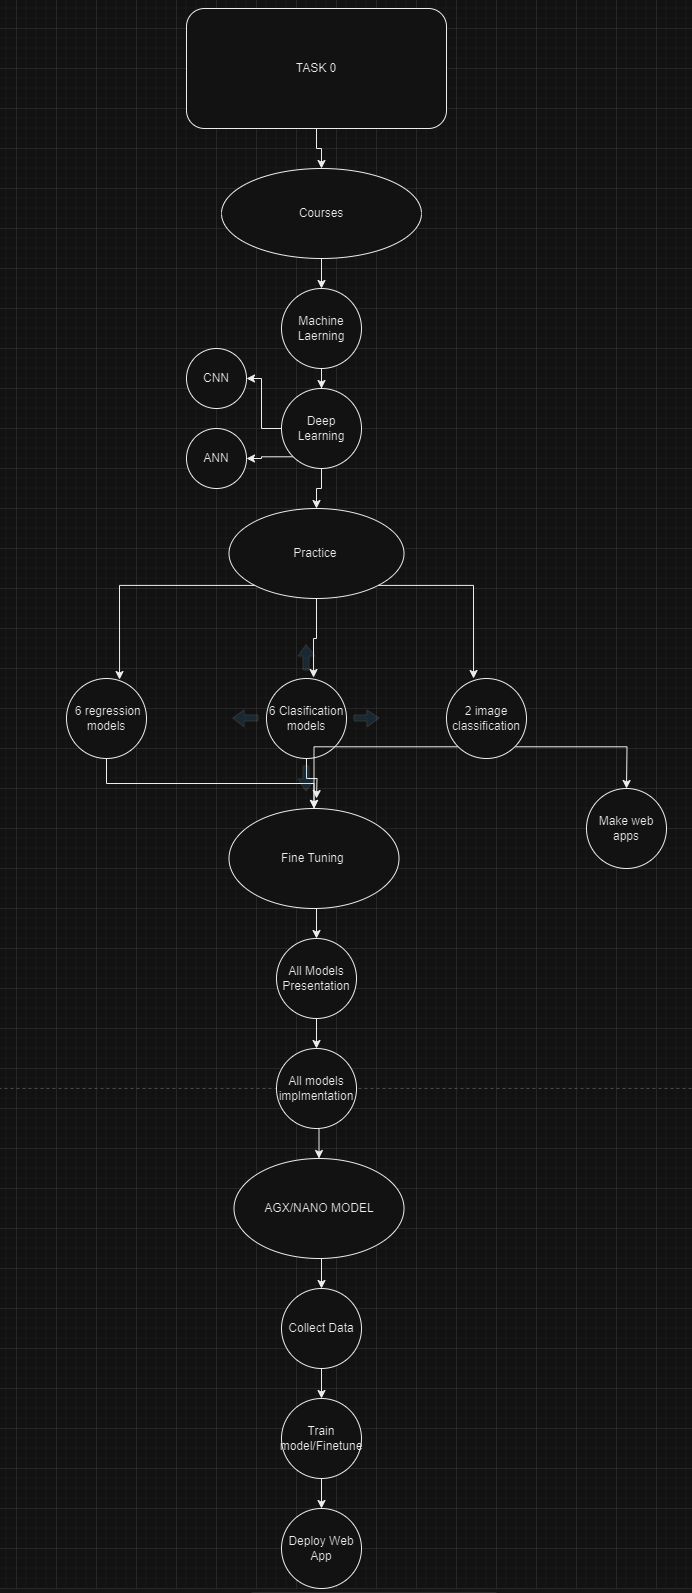 TASK 0
Courses
Machine
Laerning
CNN
Deep
Learning
ANN
Practice
6 regression
models
6 Clasification
models
2 image
classification
Make web
apps
Fine Tuning
All Models
Presentation
All models
implmentation
AGX/NANO MODEL
Collect Data
Train
model/Finetune
Deploy Web
App